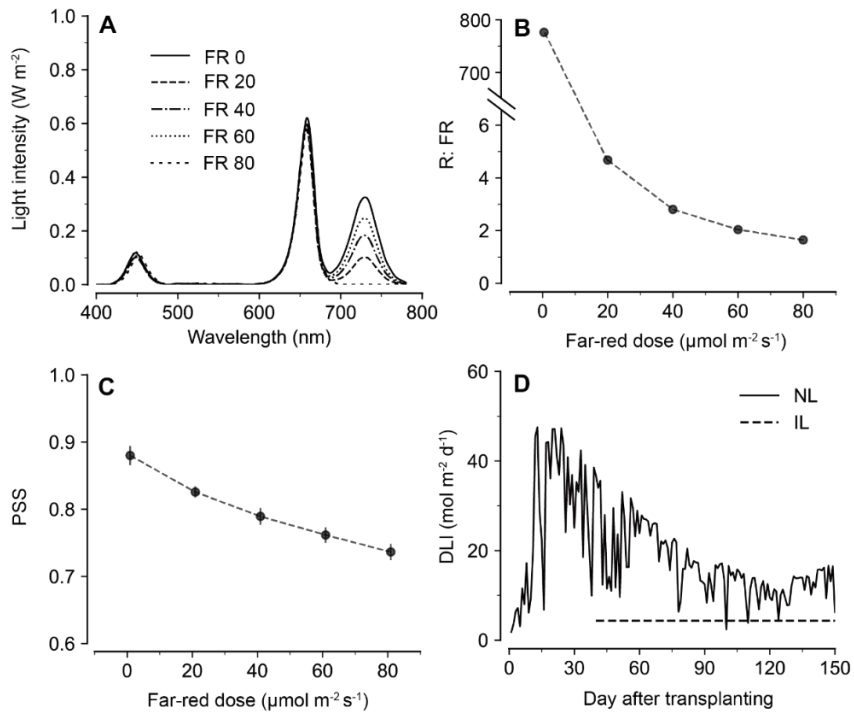 A
1.0
0.8
0.6
0.4
0.2
0.0
Light intensity (W m-2)
FR 0
FR 20
FR 40
FR 60
FR 80
400
500
600
700
800
Wavelength (nm)
B
800
700
6
4
2
0
R: FR
0
20
40
60
80
Far-red dose (µmol m-2 s-1)
C
1.0
0.9
0.8
0.7
0.6
PSS
0
20
40
60
80
Far-red dose (µmol m-2 s-1)
D
60
40
20
0
DLI (mol m-2 d-1)
NL
IL
0
30
60
90
120
150
Day after transplanting